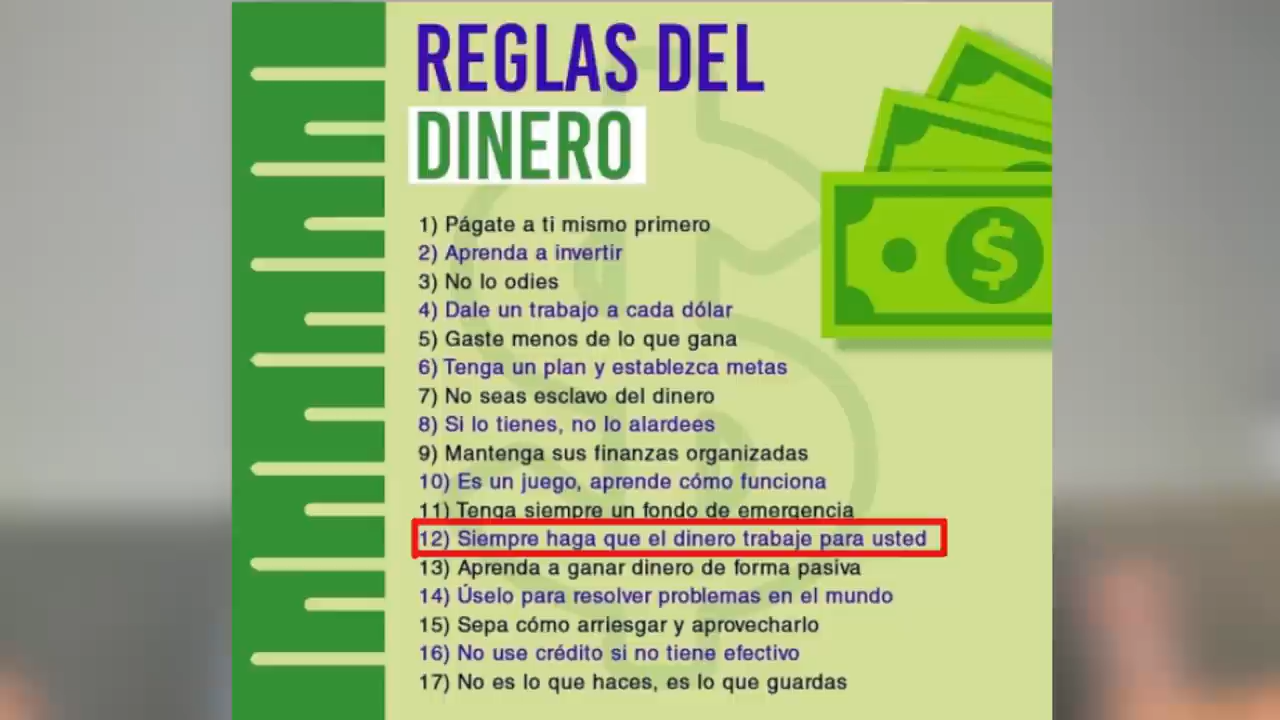 REGLAS DEL
DINERO
$
1) Págate a ti mismo primero
2) Aprenda a invertir
3) No lo odies
4) Dale un trabajo a cada dólar
5) Gaste menos de lo que gana
6) Tenga un plan y establezca metas
7) No seas esclavo del dinero
8) Si lo tienes, no lo alardees
9) Mantenga sus finanzas organizadas
10) Es un juego, aprende cómo funciona
11) Tenga siempre un fondo de emergencia
12) Siempre haga que el dinero trabaje para usted
13) Aprenda a ganar dinero de forma pasiva
14) Úselo para resolver problemas en el mundo
15) Sepa cómo arriesgar y aprovecharlo
16) No use crédito si no tiene efectivo
17) No es lo que haces, es lo que guardas